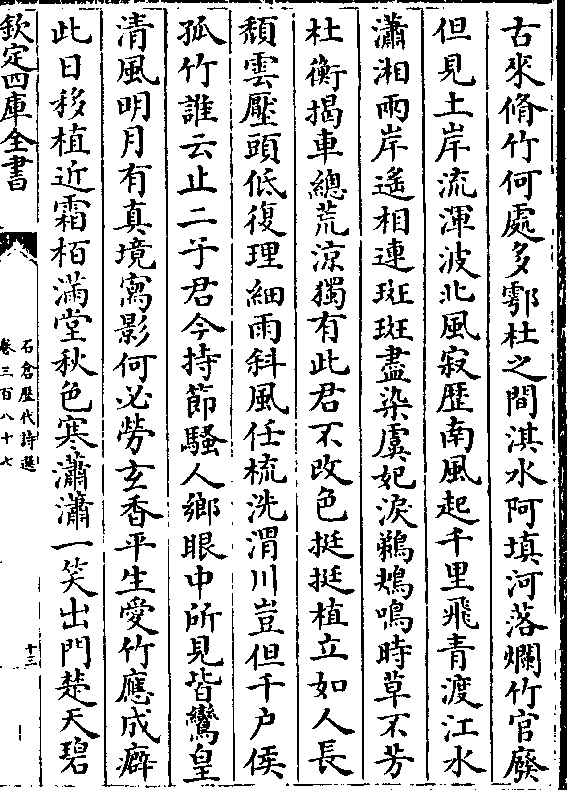 古來脩竹何處多鄠杜之間淇水阿填河落爛竹官廢
但見土岸流渾波北風寂歷南風起千里飛青渡江水
瀟湘兩岸遙相連斑斑盡染虞妃淚鵜鴂鳴時草不芳
杜衡揭車總荒涼獨有此君不改色挺挺植立如人長
頹雲壓頭低復理細雨斜風任梳洗渭川豈但千户侯
孤竹誰云止二子君今持節騷人鄉眼中所見皆鸞皇
清風明月有真境寫影何必勞玄香平生愛竹應成癖
此日移植近霜栢滿堂秋色寒瀟瀟一笑出門楚天碧
欽定四庫全書
石倉歷代詩選
卷三百八十七
十三